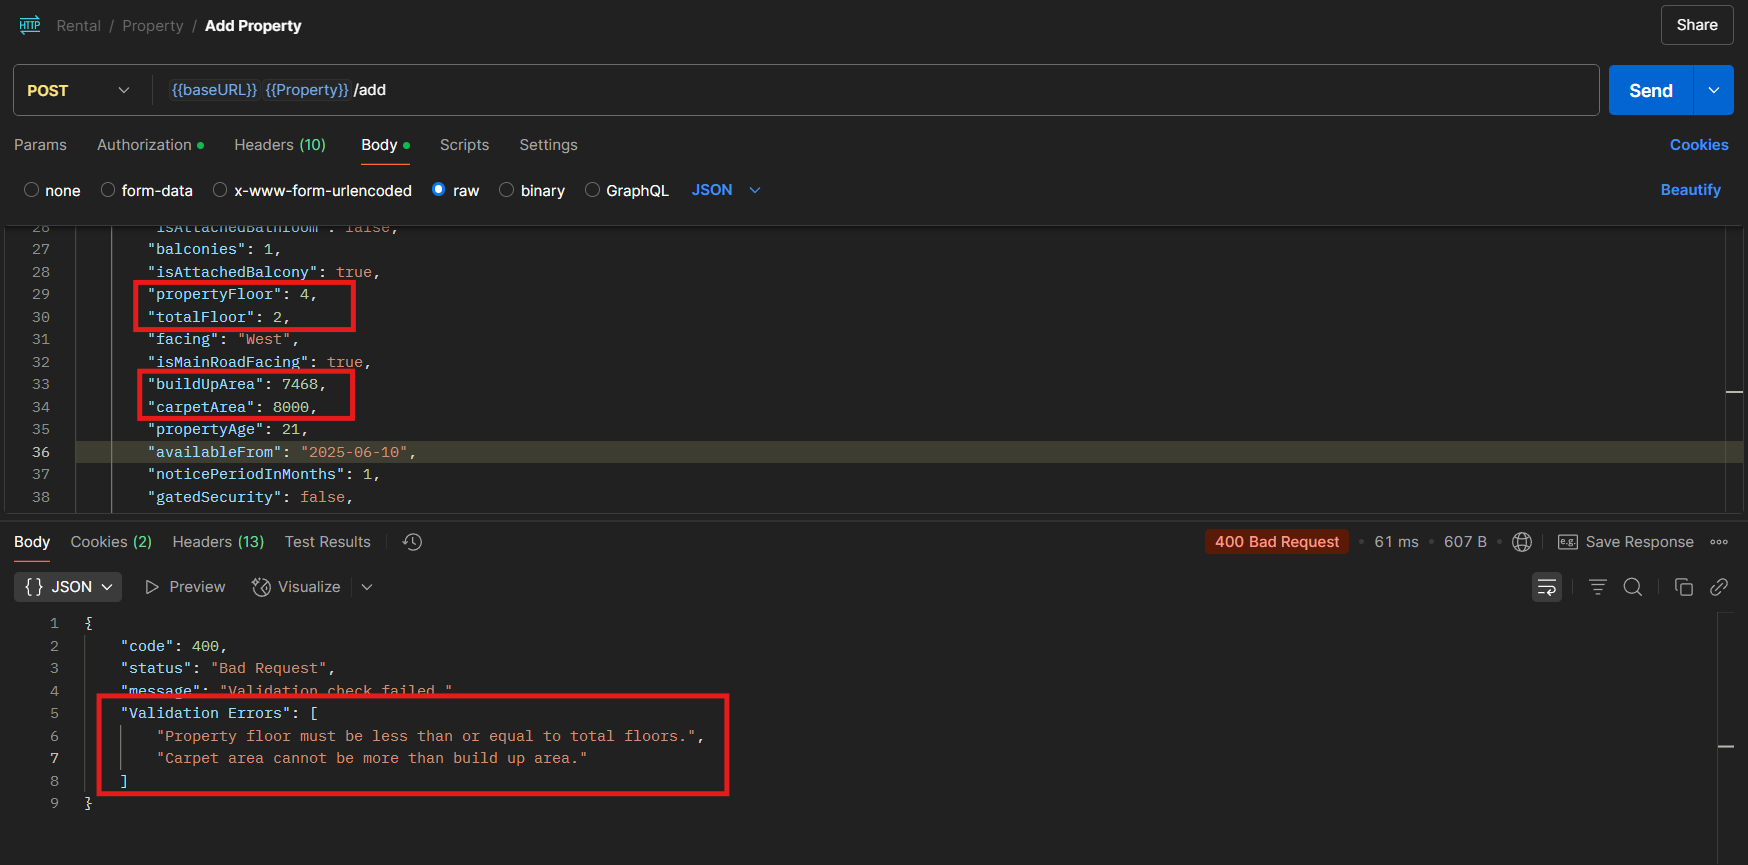 HTTP Rental / Property / Add Property Share
POST {{baseURL}} {{Property}} /add Send
Params Authorization Headers (10) Body Scripts Settings Cookies
none form-data x-www-form-urlencoded raw binary GraphQL JSON Beautify
26 "isAttachedBathroom": false,
27 "balconies": 1,
28 "isAttachedBalcony": true,
29 "propertyFloor": 4,
30 "totalFloor": 2,
31 "facing": "West",
32 "isMainRoadFacing": true,
33 "buildUpArea": 7468,
34 "carpetArea": 8000,
35 "propertyAge": 21,
36 "availableFrom": "2025-06-10",
37 "noticePeriodInMonths": 1,
38 "gatedSecurity": false,
Body Cookies (2) Headers (13) Test Results 400 Bad Request • 61 ms • 607 B • e.g. Save Response
{} JSON Preview Visualize
1 {
2 "code": 400,
3 "status": "Bad Request",
4 "message": "Validation check failed."
5 "Validation Errors": [
6 "Property floor must be less than or equal to total floors.",
7 "Carpet area cannot be more than build up area."
8 ]
9 }